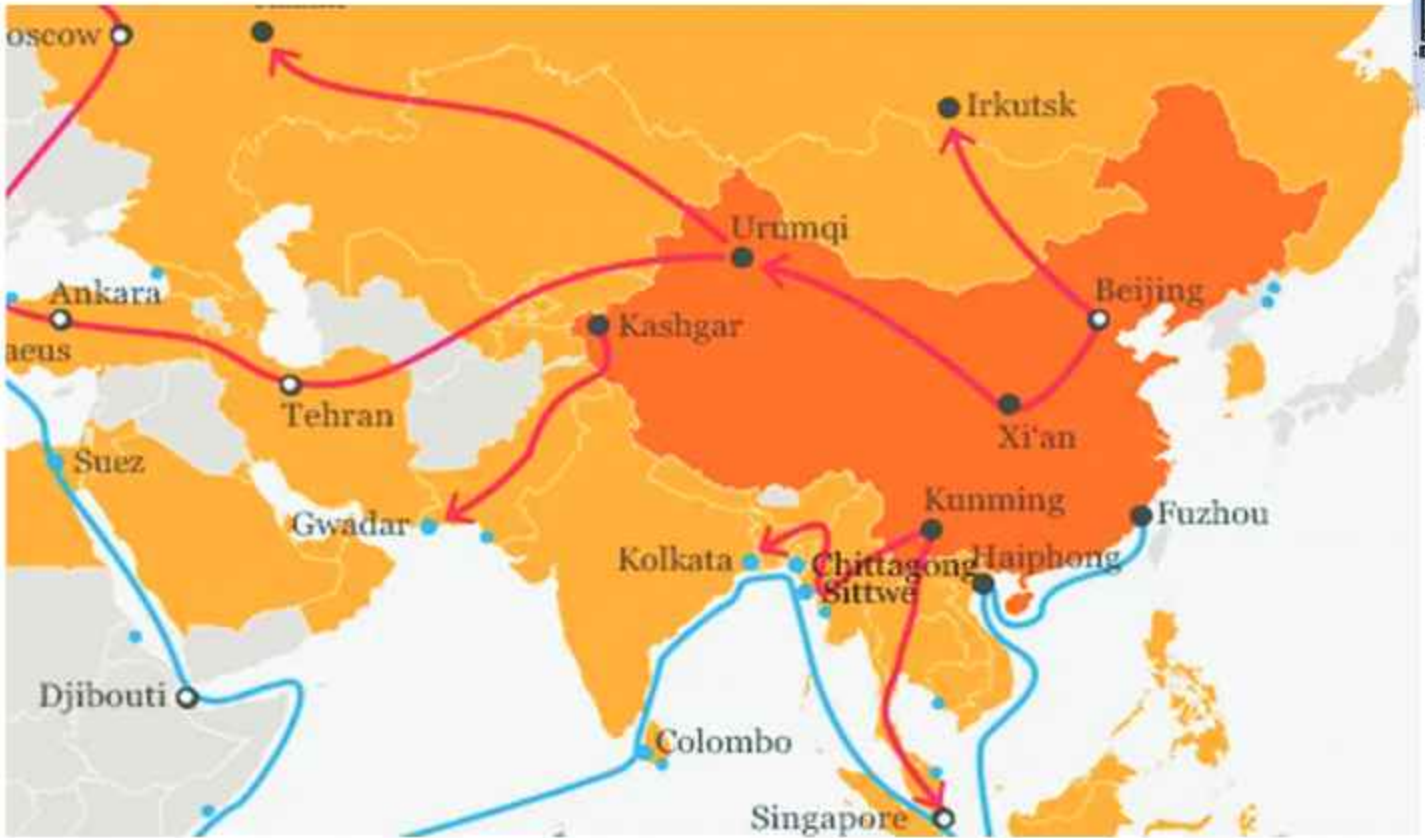 oscow
Irkutsk
Urumqi
Ankara
Beijing
Kashgar
aeus
Tehran
Xi'an
Suez
Kunming
Gwadar
Fuzhou
Kolkata
Chittagong
Haiphong
Sittwe
Djibouti
Colombo
Singapore